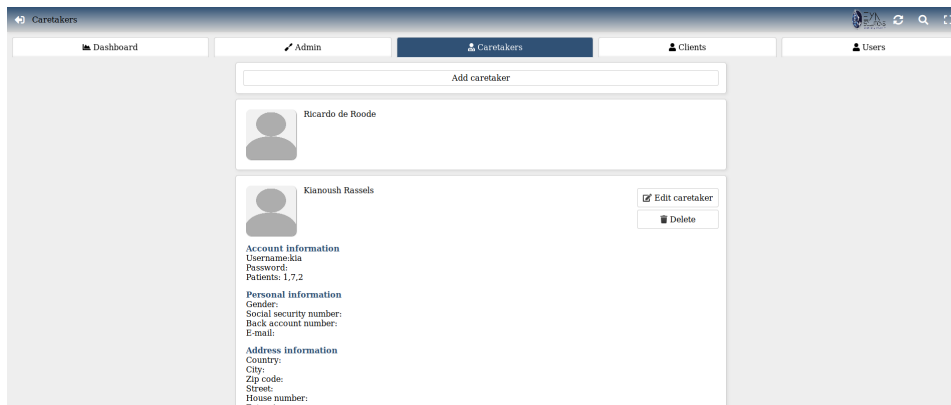 Caretakers
Dashboard
Admin
Caretakers
Clients
Users
Add caretaker
Ricardo de Roode
Kianoush Rassels
Edit caretaker
Delete
Account information
Username:kia
Password:
Patients: 1,7,2
Personal information
Gender:
Social security number:
Back account number:
E-mail:
Address information
Country:
City:
Zip code:
Street:
House number: